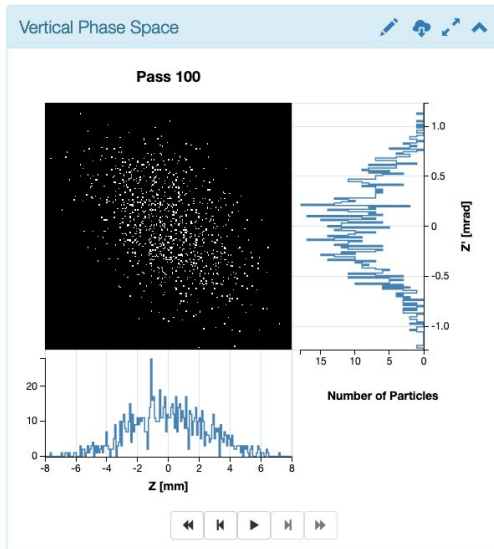 Vertical Phase Space
Pass 100
1.0
0.5
0
-0.5
-1.0
Z' [mrad]
15 10 5 0
Number of Particles
20
10
0
-8 -6 -4 -2 0 2 4 6 8
Z [mm]